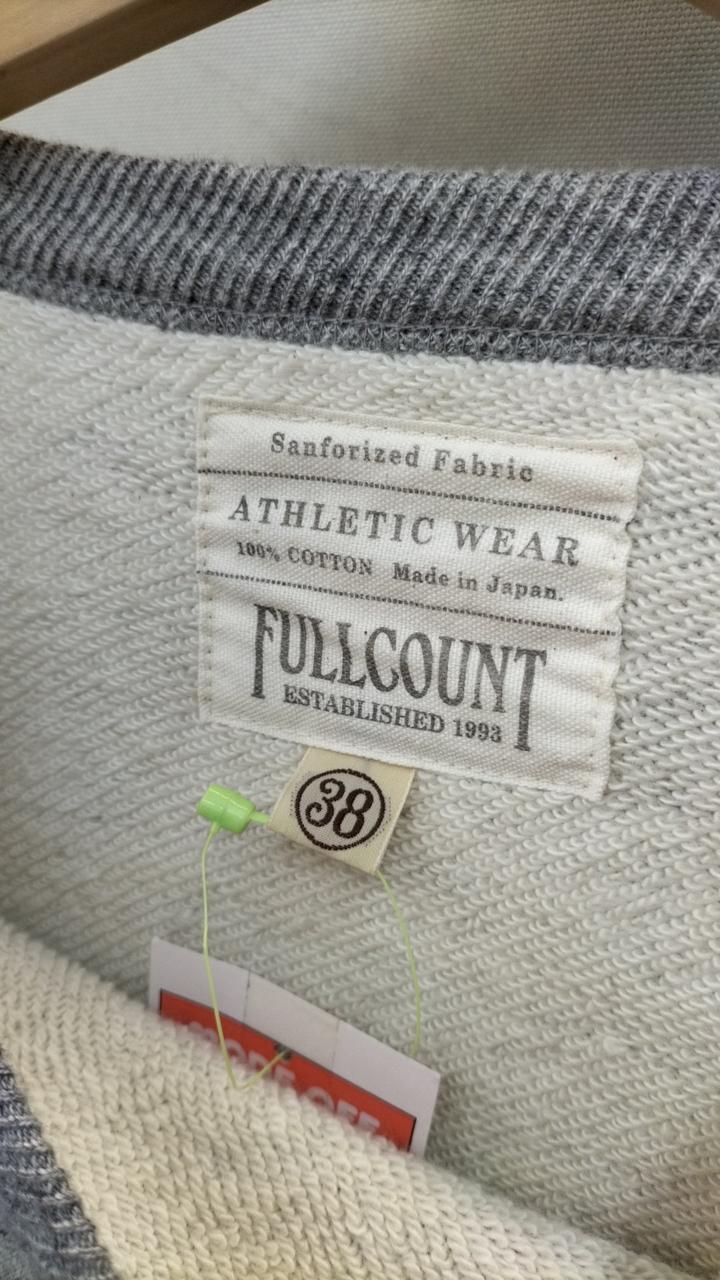 Sanforized Fabric
ATHLETIC WEAR
100% COTTON Made in Japan.
FULLCOUNT
ESTABLISHED 1993
38